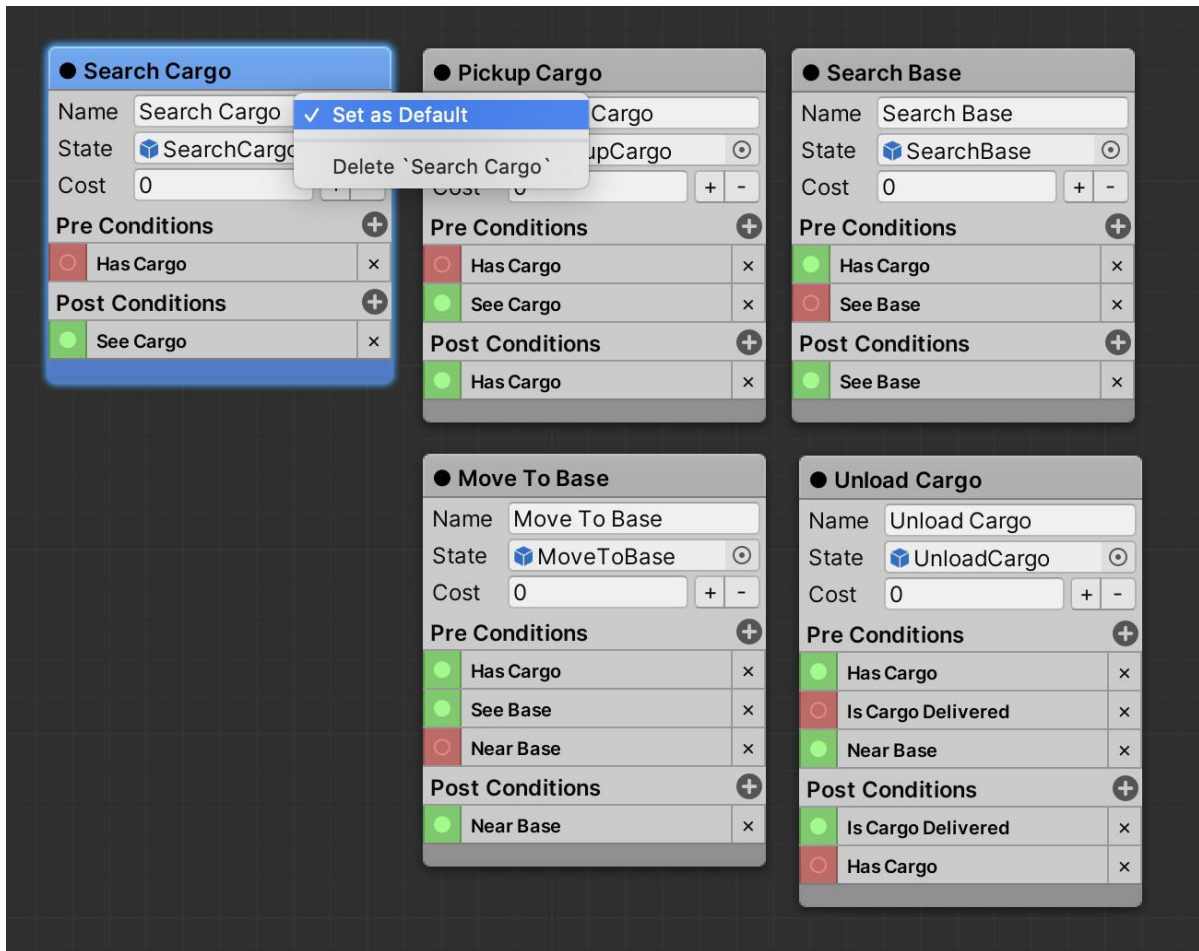 Search Cargo
Name Search Cargo
State SearchCargo
Cost 0
Pre Conditions
Has Cargo ×
Post Conditions
See Cargo ×
✓ Set as Default
Delete `Search Cargo`
Pickup Cargo
Cargo
upCargo
Cost 0 + -
Pre Conditions
Has Cargo ×
See Cargo ×
Post Conditions
Has Cargo ×
Search Base
Name Search Base
State SearchBase
Cost 0 + -
Pre Conditions
Has Cargo ×
See Base ×
Post Conditions
See Base ×
Move To Base
Name Move To Base
State MoveToBase
Cost 0 + -
Pre Conditions
Has Cargo ×
See Base ×
Near Base ×
Post Conditions
Near Base ×
Unload Cargo
Name Unload Cargo
State UnloadCargo
Cost 0 + -
Pre Conditions
Has Cargo ×
Is Cargo Delivered ×
Near Base ×
Post Conditions
Is Cargo Delivered ×
Has Cargo ×